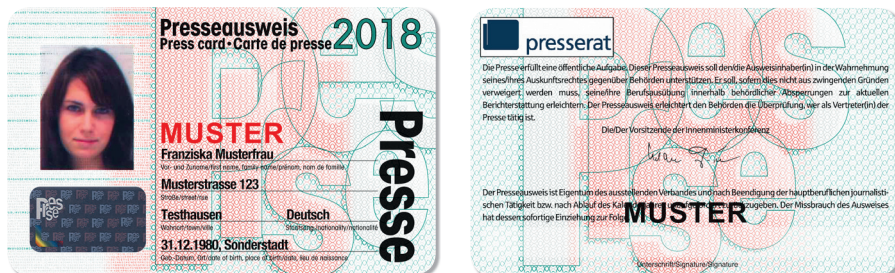 Presseausweis
Press card · Carte de presse
2018
MUSTER
Franziska Musterfrau
Vor- und Zuname/first name, family name/prénom, nom de famille
Musterstrasse 123
Straße/street/rue
Testhausen Deutsch
Wohnort/town/ville Staatsang./nationality/nationalité
31.12.1980, Sonderstadt
Geb.-Datum, Ort/date of birth, place of birth/date, lieu de naissance
Presse
presserat
Die Presse erfüllt eine öffentliche Aufgabe. Dieser Presseausweis soll den/die Ausweisinhaber(in) in der Wahrnehmung
seines/ihres Auskunftsrechtes gegenüber Behörden unterstützen. Er soll, sofern dies nicht aus zwingenden Gründen
verweigert werden muss, seine/ihre Berufsausübung innerhalb behördlicher Absperrungen zur aktuellen
Berichterstattung erleichtern. Der Presseausweis erleichtert den Behörden die Überprüfung, wer als Vertreter(in) der
Presse tätig ist.
Die/Der Vorsitzende der Innenministerkonferenz
Der Presseausweis ist Eigentum des ausstellenden Verbandes und nach Beendigung der hauptberuflichen journalisti-
schen Tätigkeit bzw. nach Ablauf des zugeben. Der Missbrauch des Ausweises
hat dessen sofortige Einziehung zur
MUSTER
Unterschrift/Signature/Signature